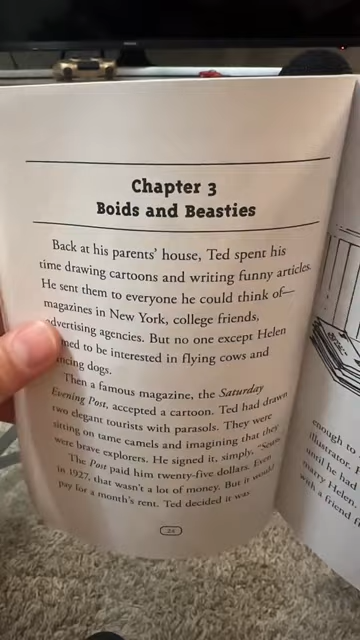 Chapter 3
Boids and Beasties
Back at his parents' house, Ted spent his
time drawing cartoons and writing funny articles.
He sent them to everyone he could think of—
magazines in New York, college friends,
advertising agencies. But no one except Helen
med to be interested in flying cows and
ncing dogs.
Then a famous magazine, the Saturday
Evening Post, accepted a cartoon. Ted had drawn
two elegant tourists with parasols. They were
sitting on tame camels and imagining that they
were brave explorers. He signed it, simply, "Seuss.
The Post paid him twenty-five dollars. Even
in 1927, that wasn't a lot of money. But it would
pay for a month's rent. Ted decided it was
24
enough to
illustrator.
until he had
marry Helen.
with a friend